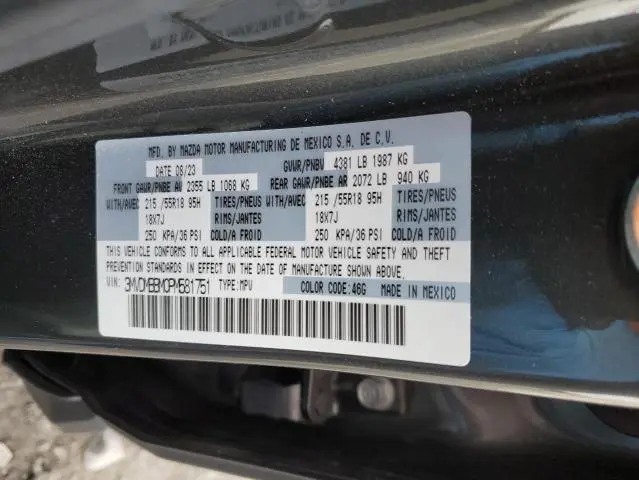 MFD. BY MAZDA MOTOR MANUFACTURING DE MEXICO S.A. DE C.V.
DATE 08/23 GVWR/PNBV 4381 LB 1987 KG
FRONT GAWR/PNBE AV 2355 LB 1068 KG REAR GAWR/PNBE AR 2072 LB 940 KG
WITH/AVEC 215 /55R18 95H TIRES/PNEUS WITH/AVEC 215 /55R18 95H TIRES/PNEUS
18X7J RIMS/JANTES 18X7J RIMS/JANTES
250 KPA/36 PSI COLD/A FROID 250 KPA/36 PSI COLD/A FROID
THIS VEHICLE CONFORMS TO ALL APPLICABLE FEDERAL MOTOR VEHICLE SAFETY AND THEFT
PREVENTION STANDARDS IN EFFECT ON THE DATE OF MANUFACTURE SHOWN ABOVE.
VIN: 3MVDMBBM0PM581751 TYPE:MPV COLOR CODE:46G MADE IN MEXICO